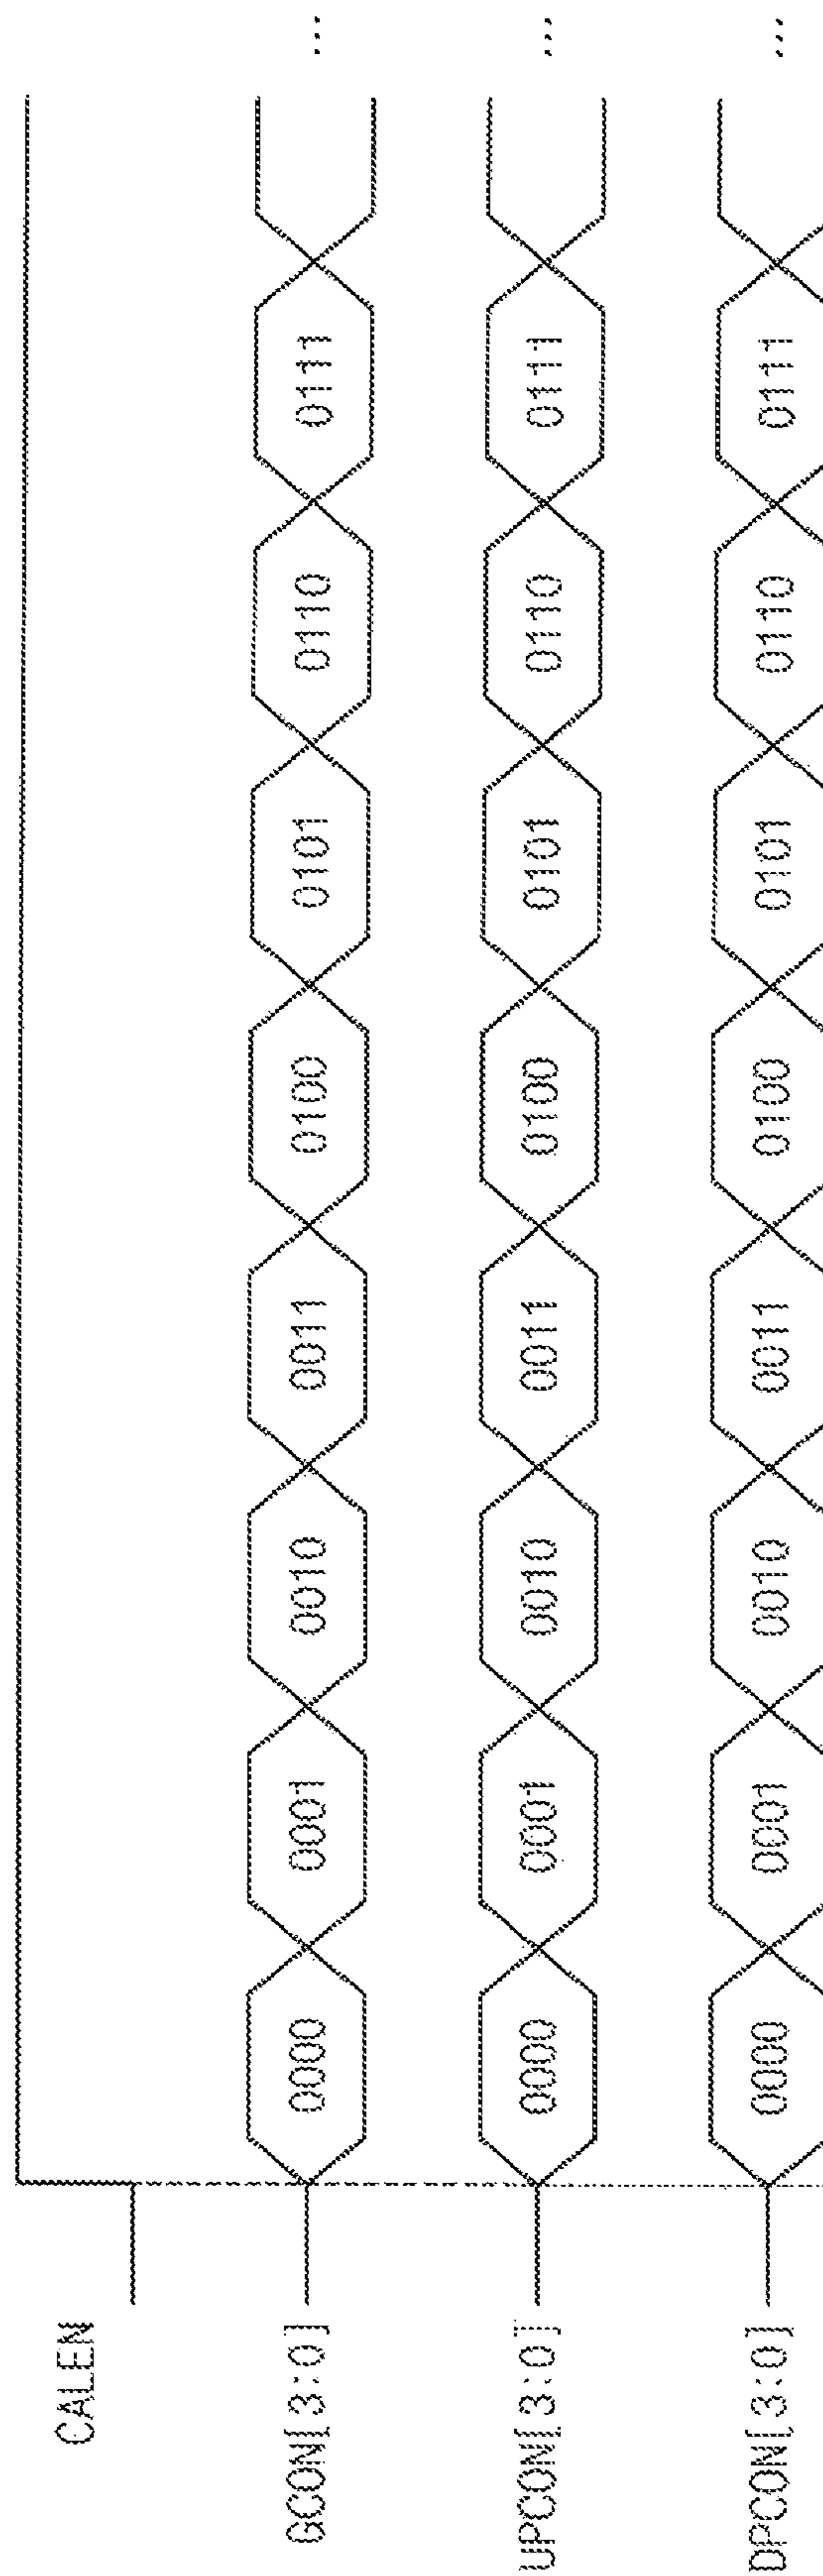 CALEN
GCON[3:0] 0000 0001 0010 0011 0100 0101 0110 0111 ...
UPCON[3:0] 0000 0001 0010 0011 0100 0101 0110 0111 ...
DPCON[3:0] 0000 0001 0010 0011 0100 0101 0110 0111 ...